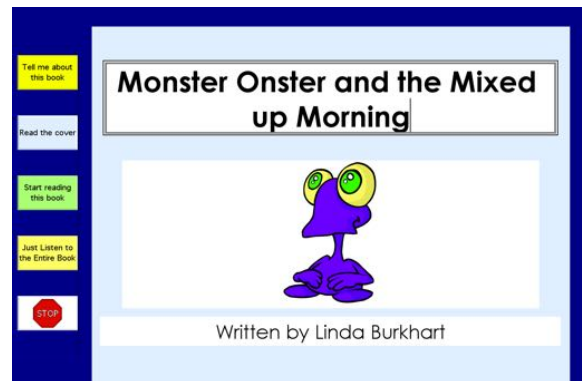 Tell me about
this book
Read the cover
Start reading
this book
Just Listen to
the Entire Book
STOP
Monster Onster and the Mixed
up Morning
Written by Linda Burkhart